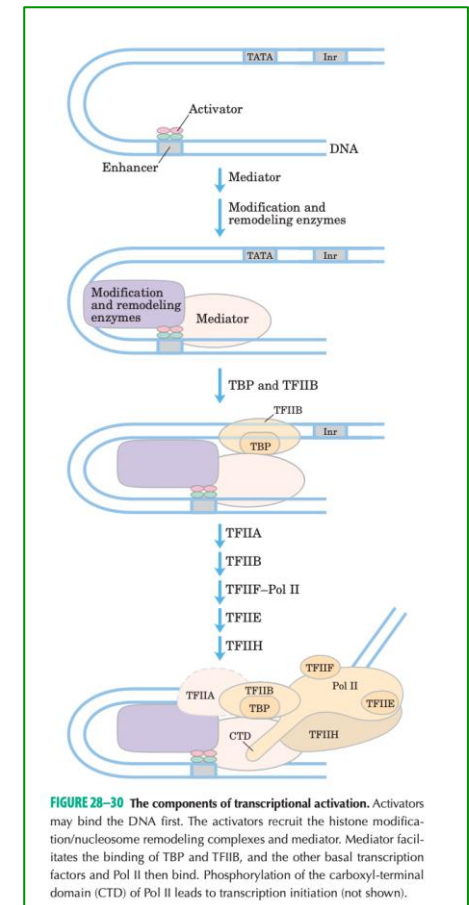 TATA Inr
Activator
DNA
Enhancer
Mediator
Modification and
remodeling enzymes
TATA Inr
Modification
and remodeling
enzymes
Mediator
TBP and TFIIB
TFIIB
Inr
TBP
TFIIA
TFIIB
TFIIF–Pol II
TFIIE
TFIIH
TFIIF
Pol II
TFIIA
TFIIB
TFIIE
TBP
CTD
TFIIH
FIGURE 28–30 The components of transcriptional activation. Activators
may bind the DNA first. The activators recruit the histone modifica-
tion/nucleosome remodeling complexes and mediator. Mediator facil-
itates the binding of TBP and TFIIB, and the other basal transcription
factors and Pol II then bind. Phosphorylation of the carboxyl-terminal
domain (CTD) of Pol II leads to transcription initiation (not shown).